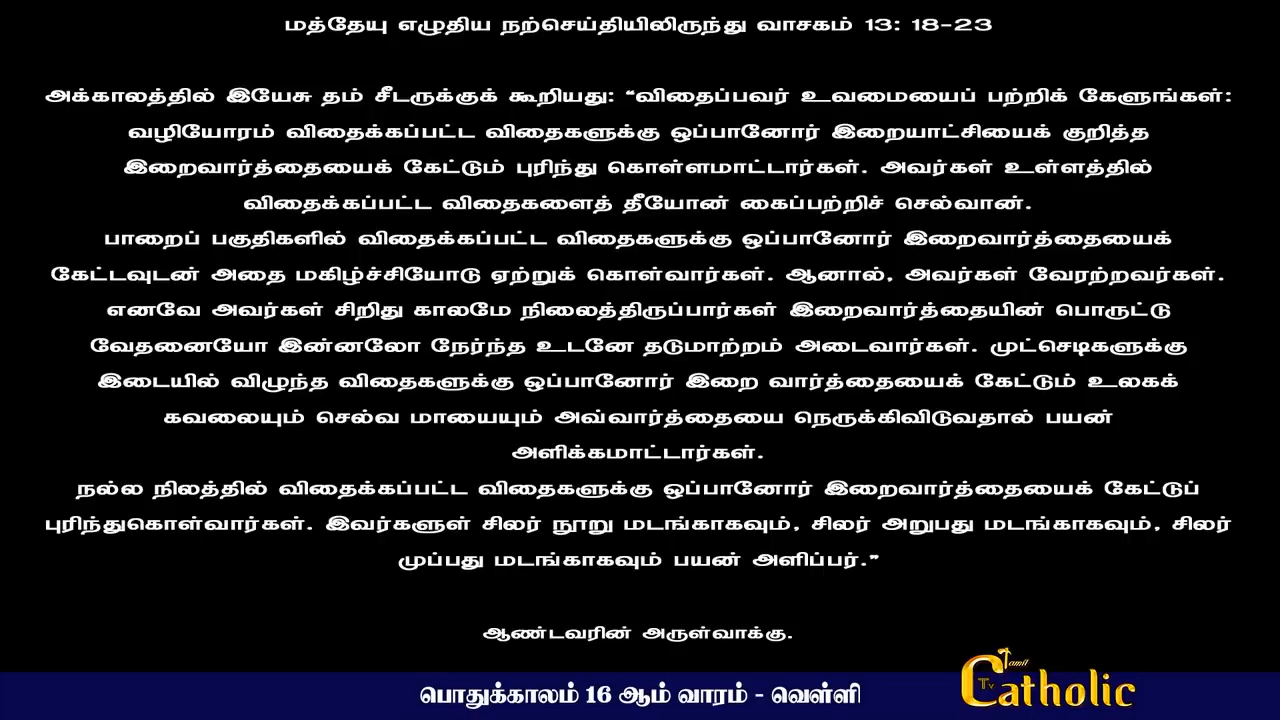 மத்தேயு எழுதிய நற்செய்தியிலிருந்து வாசகம் 13: 18-23
அக்காலத்தில் இயேசு தம் சீடருக்குக் கூறியது: “விதைப்பவர் உவமையைப் பற்றிக் கேளுங்கள்:
வழியோரம் விதைக்கப்பட்ட விதைகளுக்கு ஒப்பானோர் இறையாட்சியைக் குறித்த
இறைவார்த்தையைக் கேட்டும் புரிந்து கொள்ளமாட்டார்கள். அவர்கள் உள்ளத்தில்
விதைக்கப்பட்ட விதைகளைத் தீயோன் கைப்பற்றிச் செல்வான்.
பாறைப் பகுதிகளில் விதைக்கப்பட்ட விதைகளுக்கு ஒப்பானோர் இறைவார்த்தையைக்
கேட்டவுடன் அதை மகிழ்ச்சியோடு ஏற்றுக் கொள்வார்கள். ஆனால், அவர்கள் வேரற்றவர்கள்.
எனவே அவர்கள் சிறிது காலமே நிலைத்திருப்பார்கள் இறைவார்த்தையின் பொருட்டு
வேதனையோ இன்னலோ நேர்ந்த உடனே தடுமாற்றம் அடைவார்கள். முட்செடிகளுக்கு
இடையில் விழுந்த விதைகளுக்கு ஒப்பானோர் இறை வார்த்தையைக் கேட்டும் உலகக்
கவலையும் செல்வ மாயையும் அவ்வார்த்தையை நெருக்கிவிடுவதால் பயன்
அளிக்கமாட்டார்கள்.
நல்ல நிலத்தில் விதைக்கப்பட்ட விதைகளுக்கு ஒப்பானோர் இறைவார்த்தையைக் கேட்டுப்
புரிந்துகொள்வார்கள். இவர்களுள் சிலர் நூறு மடங்காகவும், சிலர் அறுபது மடங்காகவும், சிலர்
முப்பது மடங்காகவும் பயன் அளிப்பர்.”
ஆண்டவரின் அருள்வாக்கு.
பொதுக்காலம் 16 ஆம் வாரம் - வெள்ளி
Tamil
Catholic
Tv